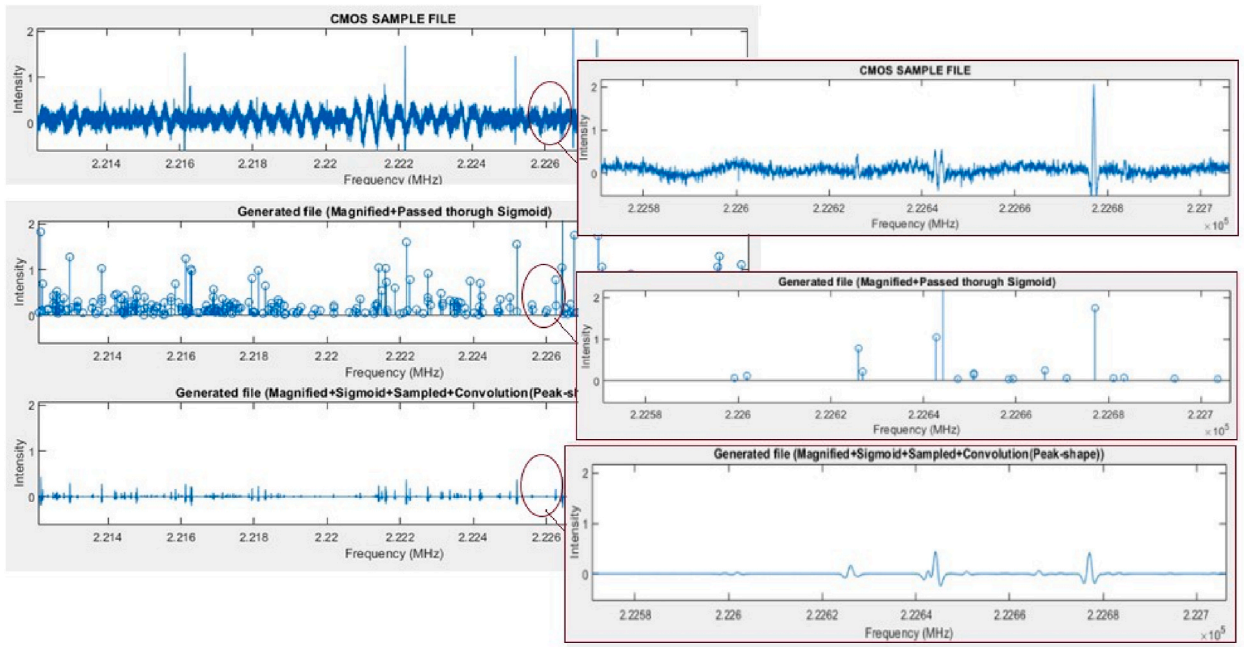 CMOS SAMPLE FILE
2
1
0
Intensity
2.214 2.216 2.218 2.22 2.222 2.224 2.226
Frequency (MHz)
CMOS SAMPLE FILE
2
1
0
Intensity
2.2258 2.226 2.2262 2.2264 2.2266 2.2268 2.227
Frequency (MHz)
×10⁵
Generated file (Magnified+Passed thorugh Sigmoid)
2
1
0
Intensity
2.214 2.216 2.218 2.22 2.222 2.224 2.226
Frequency (MHz)
Generated file (Magnified+Passed thorugh Sigmoid)
2
1
0
Intensity
2.2258 2.226 2.2262 2.2264 2.2266 2.2268 2.227
Frequency (MHz)
×10⁵
Generated file (Magnified+Sigmoid+Sampled+Convolution(Peak-sh
2
1
0
Intensity
2.214 2.216 2.218 2.22 2.222 2.224 2.226
Frequency (MHz)
Generated file (Magnified+Sigmoid+Sampled+Convolution(Peak-shape))
2
1
0
Intensity
2.2258 2.226 2.2262 2.2264 2.2266 2.2268 2.227
Frequency (MHz)
×10⁵